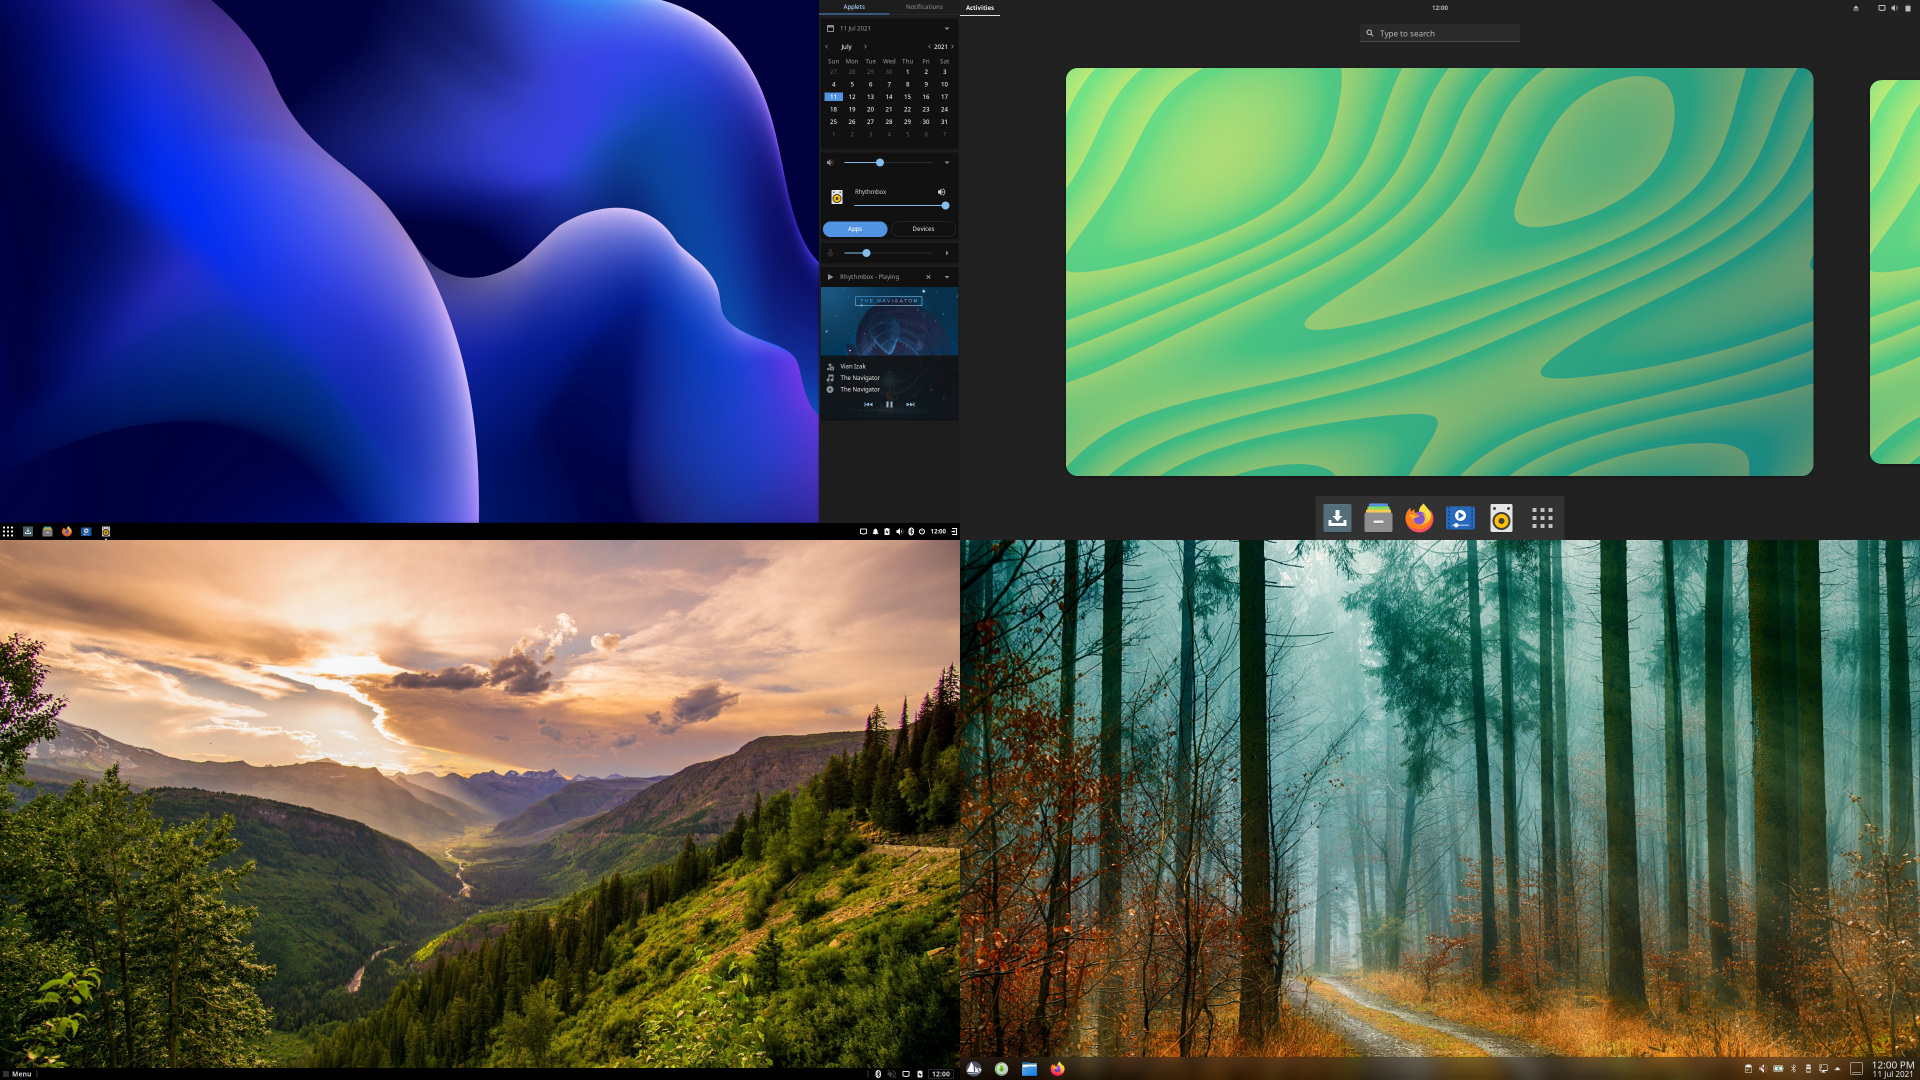 Applets Notifications
11 Jul 2021
July 2021
Sun Mon Tue Wed Thu Fri Sat
27 28 29 30 1 2 3
4 5 6 7 8 9 10
11 12 13 14 15 16 17
18 19 20 21 22 23 24
25 26 27 28 29 30 31
1 2 3 4 5 6 7
Rhythmbox
Apps Devices
Rhythmbox - Playing
THE NAVIGATOR
Vian Izak
The Navigator
The Navigator
12:00
Activities 12:00
Type to search
Menu 12:00
12:00 PM
11 Jul 2021